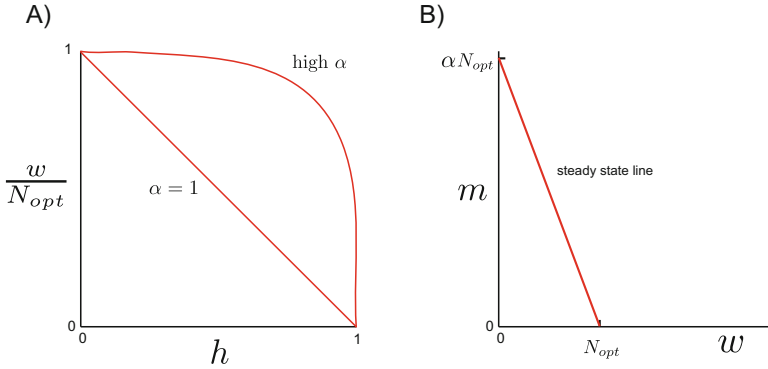 A)
1
high α
w
N_opt
α = 1
0
0
1
h
B)
αN_opt
steady state line
m
0
0
N_opt
w